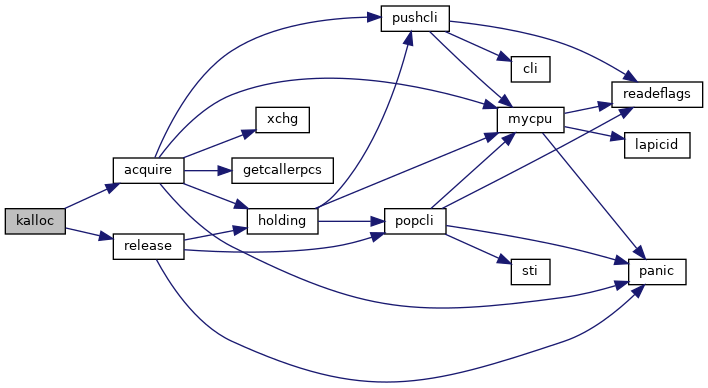 kalloc
acquire
release
xchg
getcallerpcs
holding
pushcli
popcli
cli
mycpu
sti
readeflags
lapicid
panic